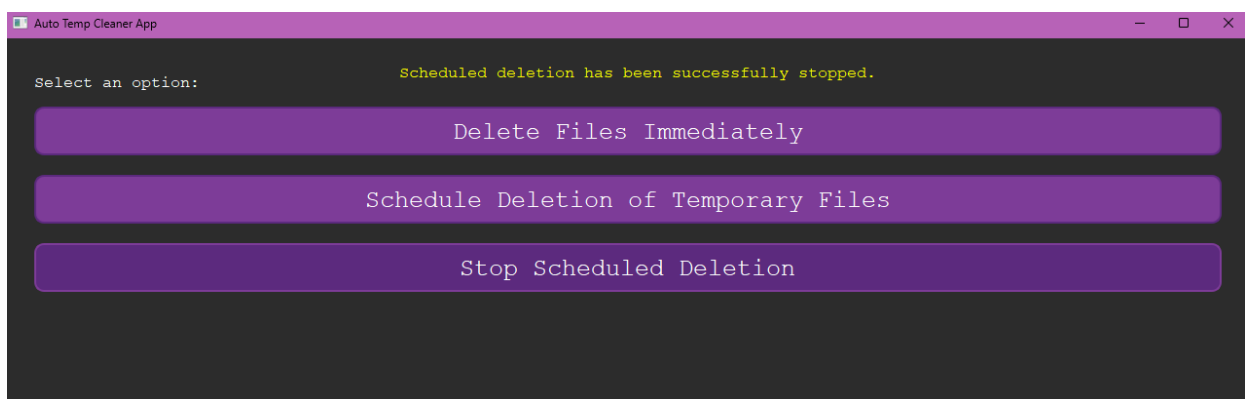 Auto Temp Cleaner App
Scheduled deletion has been successfully stopped.
Select an option:
Delete Files Immediately
Schedule Deletion of Temporary Files
Stop Scheduled Deletion